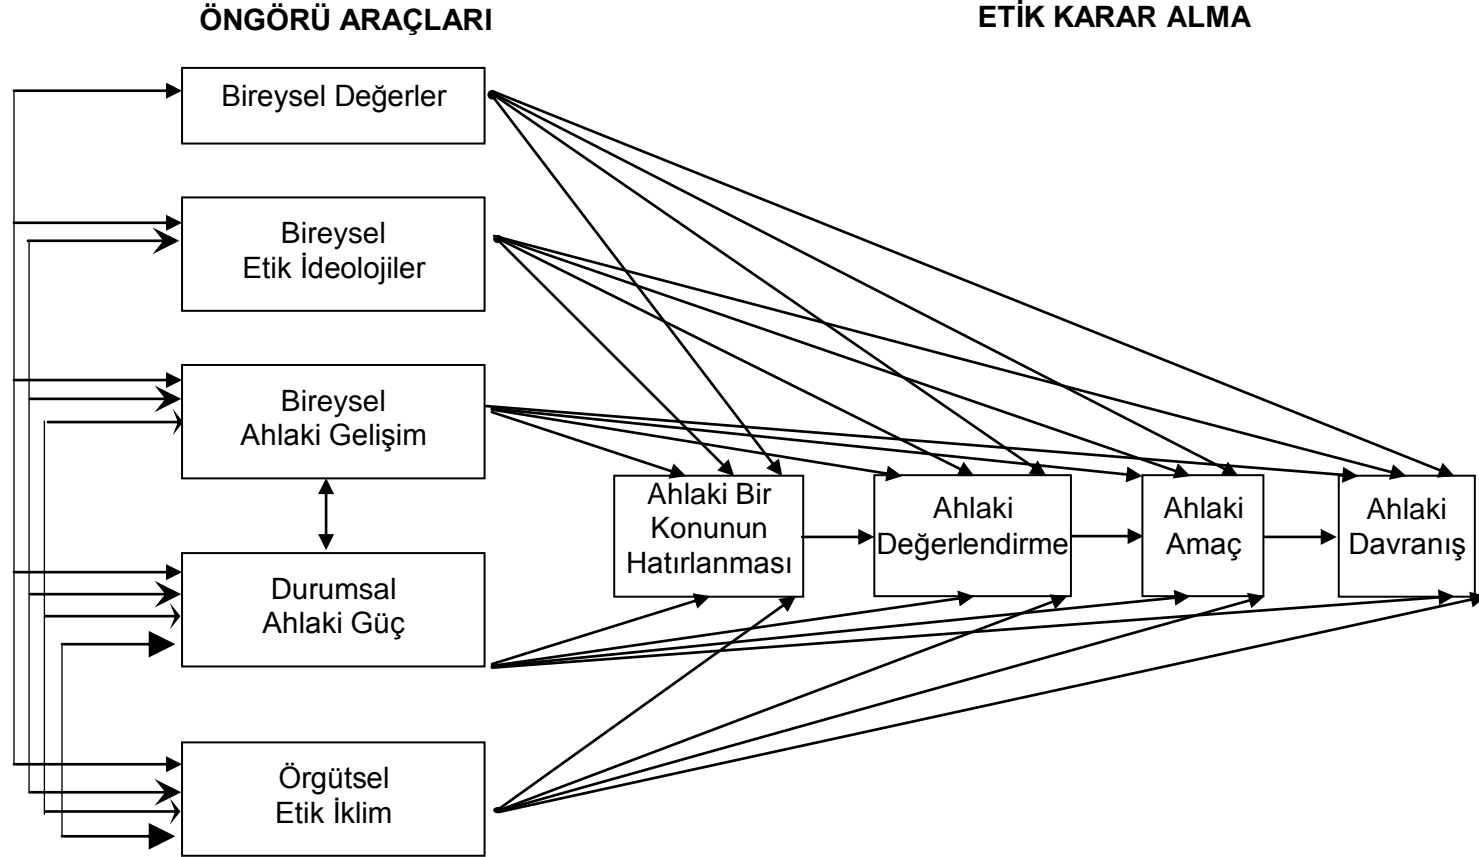 ÖNGÖRÜ ARAÇLARI
ETİK KARAR ALMA
Bireysel Değerler
Bireysel
Etik İdeolojiler
Bireysel
Ahlaki Gelişim
Durumsal
Ahlaki Güç
Örgütsel
Etik İklim
Ahlaki Bir
Konunun
Hatırlanması
Ahlaki
Değerlendirme
Ahlaki
Amaç
Ahlaki
Davranış